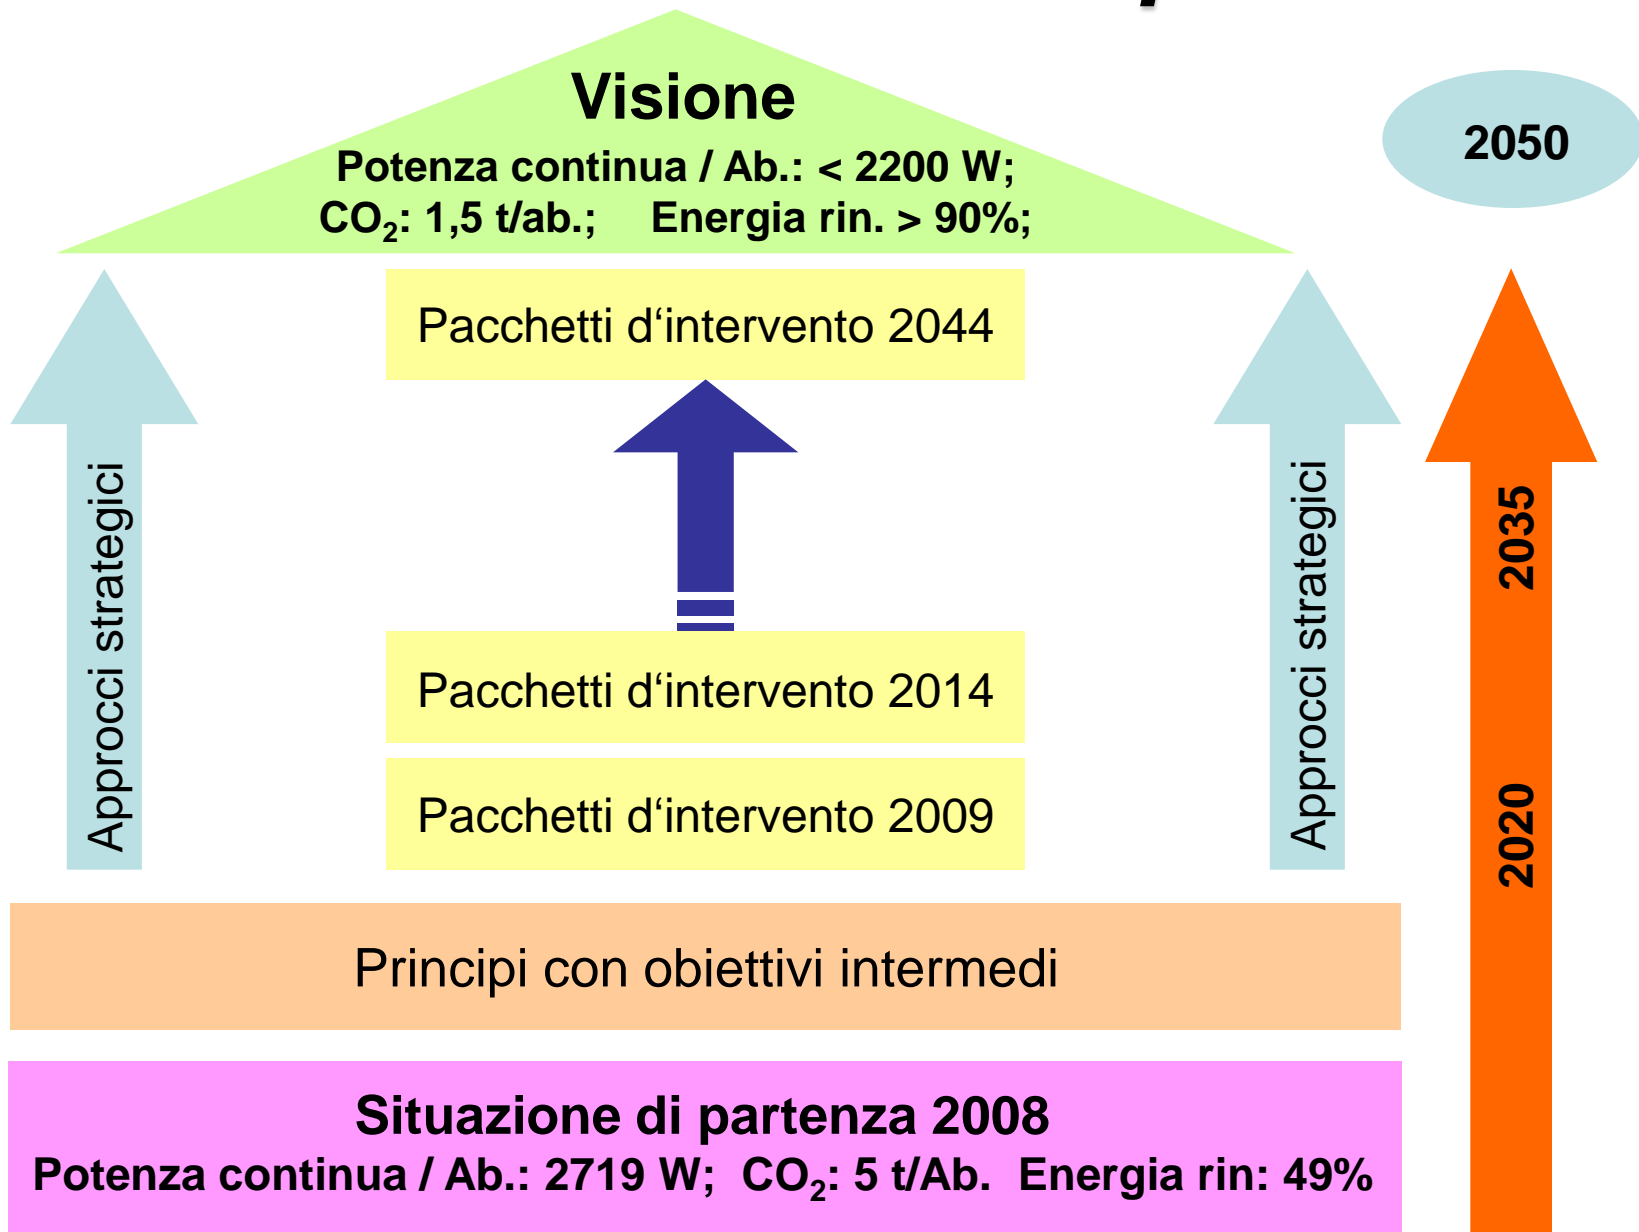 Visione
Potenza continua / Ab.: < 2200 W;
CO₂: 1,5 t/ab.; Energia rin. > 90%;
2050
Pacchetti d‘intervento 2044
Approcci strategici
Approcci strategici
2035
Pacchetti d‘intervento 2014
Pacchetti d‘intervento 2009
2020
Principi con obiettivi intermedi
Situazione di partenza 2008
Potenza continua / Ab.: 2719 W; CO₂: 5 t/Ab. Energia rin: 49%